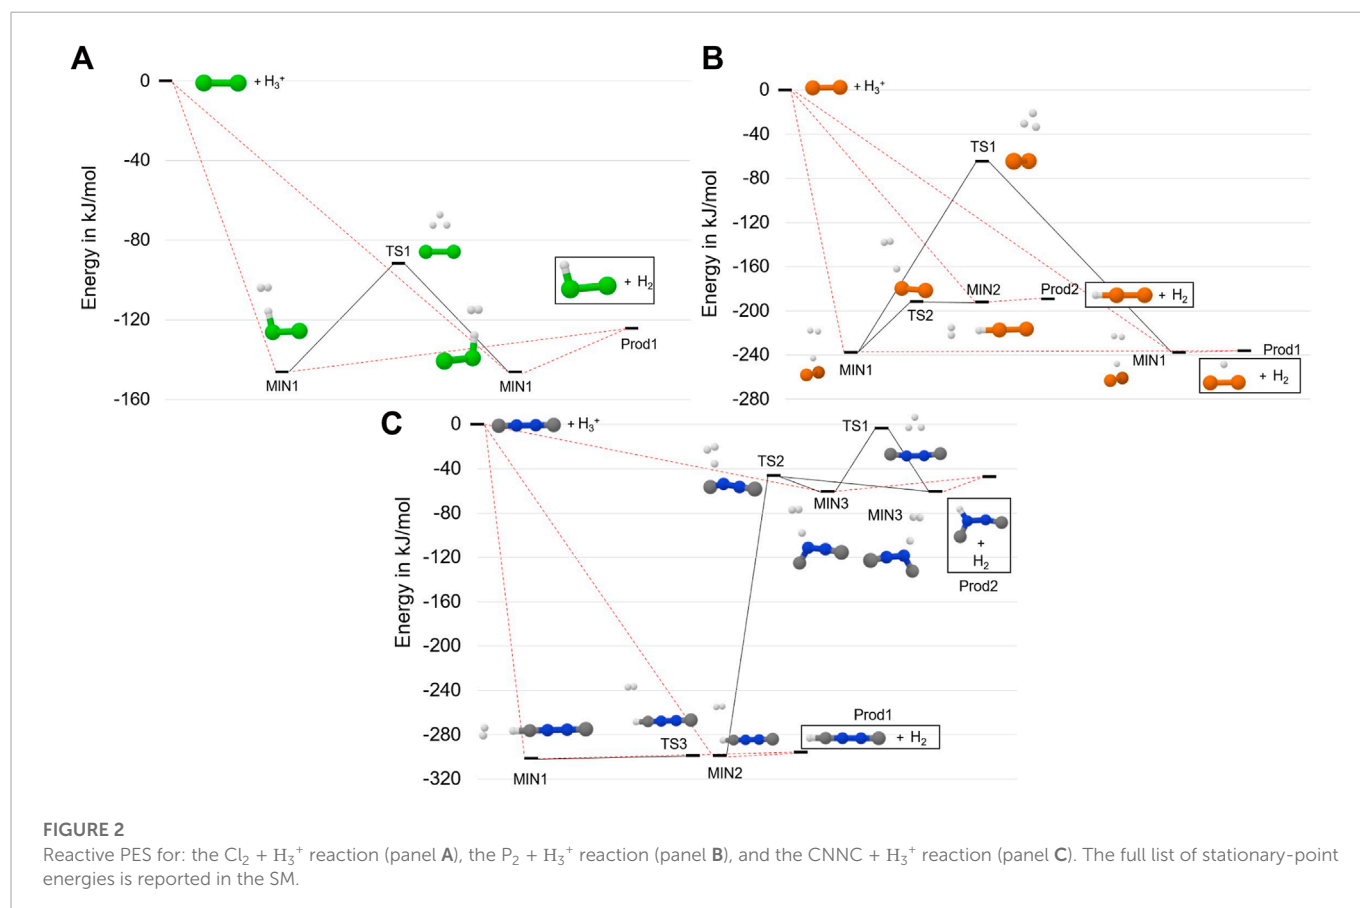 A
0
-40
-80
-120
-160
Energy in kJ/mol
+ H₃⁺
TS1
MIN1
MIN1
+ H₂
Prod1
B
0
-40
-80
-120
-160
-200
-240
-280
Energy in kJ/mol
+ H₃⁺
TS1
MIN2
TS2
Prod2
+ H₂
MIN1
MIN1
Prod1
+ H₂
C
0
-40
-80
-120
-160
-200
-240
-280
-320
Energy in kJ/mol
+ H₃⁺
TS1
TS2
MIN3
MIN3
+
H₂
Prod2
Prod1
+ H₂
TS3
MIN1
MIN2
FIGURE 2
Reactive PES for: the Cl₂ + H₃⁺ reaction (panel A), the P₂ + H₃⁺ reaction (panel B), and the CNNC + H₃⁺ reaction (panel C). The full list of stationary-point
energies is reported in the SM.